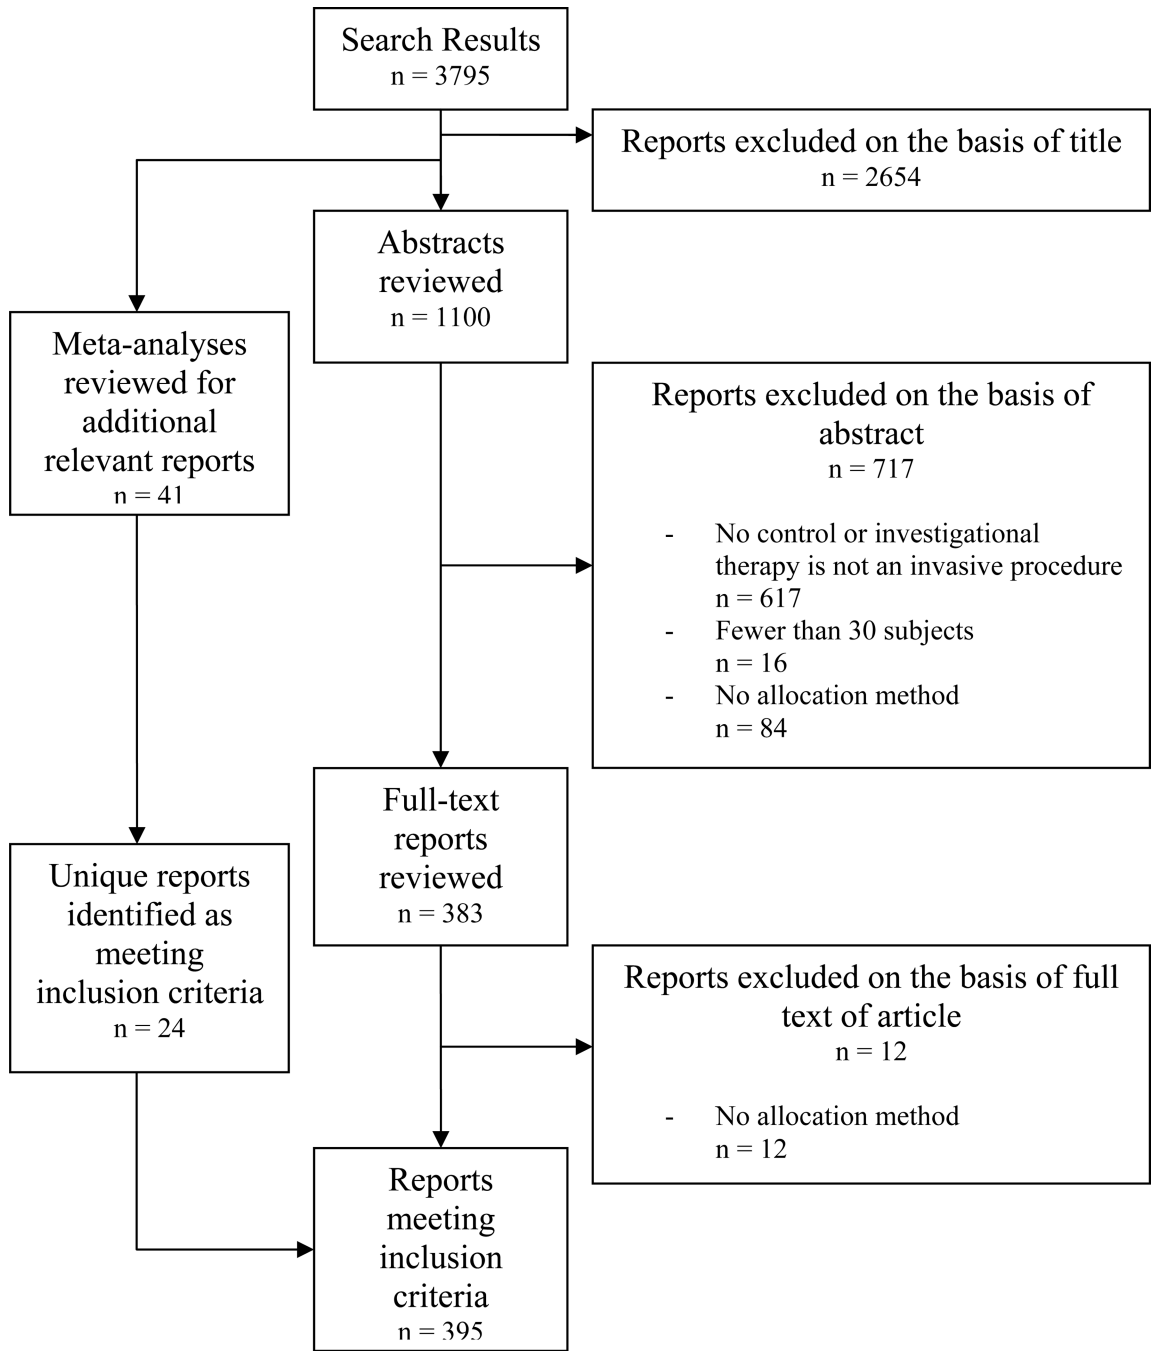 Search Results
n = 3795
Reports excluded on the basis of title
n = 2654
Abstracts
reviewed
n = 1100
Meta-analyses
reviewed for
additional
relevant reports
n = 41
Reports excluded on the basis of
abstract
n = 717
- No control or investigational
therapy is not an invasive procedure
n = 617
- Fewer than 30 subjects
n = 16
- No allocation method
n = 84
Full-text
reports
reviewed
n = 383
Unique reports
identified as
meeting
inclusion criteria
n = 24
Reports excluded on the basis of full
text of article
n = 12
- No allocation method
n = 12
Reports
meeting
inclusion
criteria
n = 395